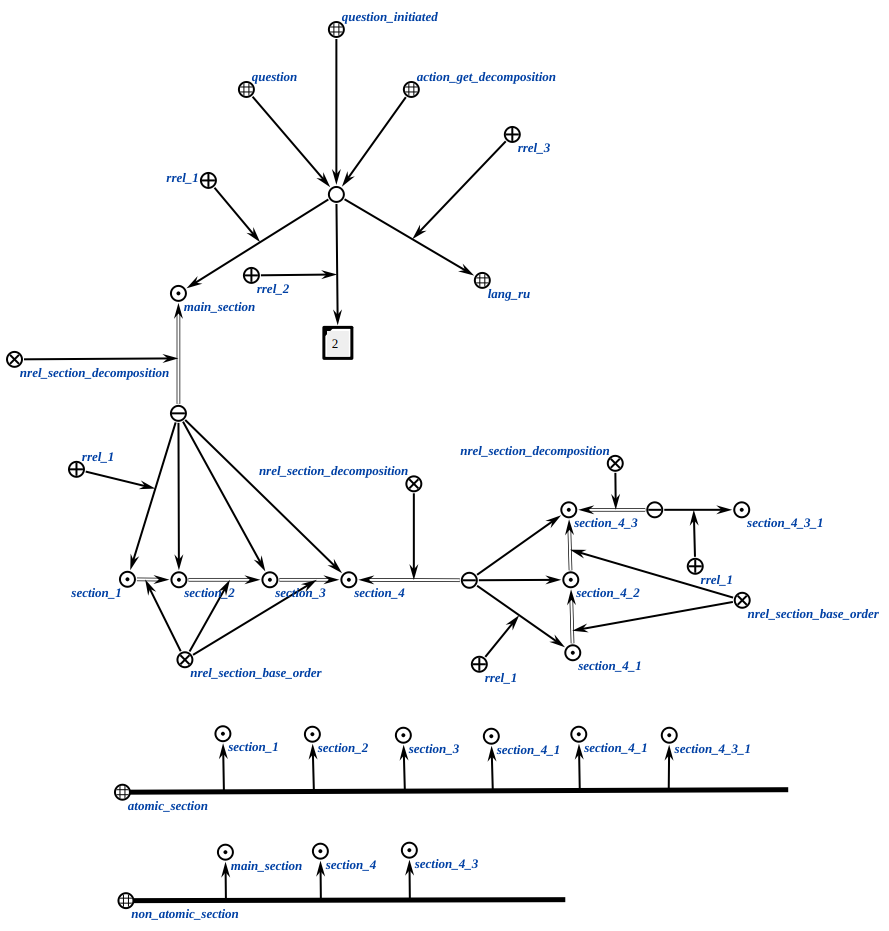 question_initiated
question
action_get_decomposition
rrel_3
rrel_1
rrel_2
lang_ru
main_section
2
nrel_section_decomposition
rrel_1
nrel_section_decomposition
nrel_section_decomposition
section_4_3
section_4_3_1
rrel_1
section_1
section_2
section_3
section_4
section_4_2
nrel_section_base_order
nrel_section_base_order
rrel_1
section_4_1
section_1
section_2
section_3
section_4_1
section_4_1
section_4_3_1
atomic_section
main_section
section_4
section_4_3
non_atomic_section